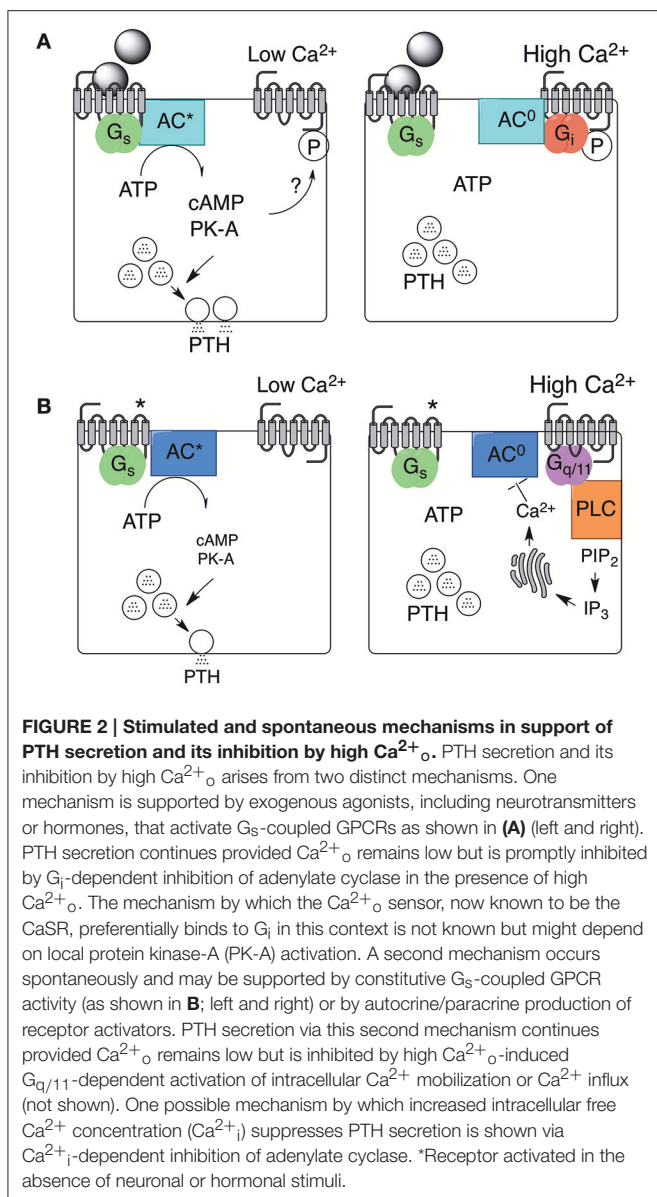 A
Low Ca²⁺
High Ca²⁺
Gₛ
AC*
P
Gₛ
AC⁰
Gᵢ
P
ATP
?
cAMP
PK-A
ATP
PTH
PTH
B
*
Low Ca²⁺
*
High Ca²⁺
Gₛ
AC*
Gₛ
AC⁰
G_q/11
ATP
cAMP
PK-A
ATP
Ca²⁺
PLC
PIP₂
IP₃
PTH
PTH
FIGURE 2 | Stimulated and spontaneous mechanisms in support of
PTH secretion and its inhibition by high Ca²⁺ₒ. PTH secretion and its
inhibition by high Ca²⁺ₒ arises from two distinct mechanisms. One
mechanism is supported by exogenous agonists, including neurotransmitters
or hormones, that activate Gₛ-coupled GPCRs as shown in (A) (left and right).
PTH secretion continues provided Ca²⁺ₒ remains low but is promptly inhibited
by Gᵢ-dependent inhibition of adenylate cyclase in the presence of high
Ca²⁺ₒ. The mechanism by which the Ca²⁺ₒ sensor, now known to be the
CaSR, preferentially binds to Gᵢ in this context is not known but might depend
on local protein kinase-A (PK-A) activation. A second mechanism occurs
spontaneously and may be supported by constitutive Gₛ-coupled GPCR
activity (as shown in B; left and right) or by autocrine/paracrine production of
receptor activators. PTH secretion via this second mechanism continues
provided Ca²⁺ₒ remains low but is inhibited by high Ca²⁺ₒ-induced
G_q/11-dependent activation of intracellular Ca²⁺ mobilization or Ca²⁺ influx
(not shown). One possible mechanism by which increased intracellular free
Ca²⁺ concentration (Ca²⁺ᵢ) suppresses PTH secretion is shown via
Ca²⁺ᵢ-dependent inhibition of adenylate cyclase. *Receptor activated in the
absence of neuronal or hormonal stimuli.